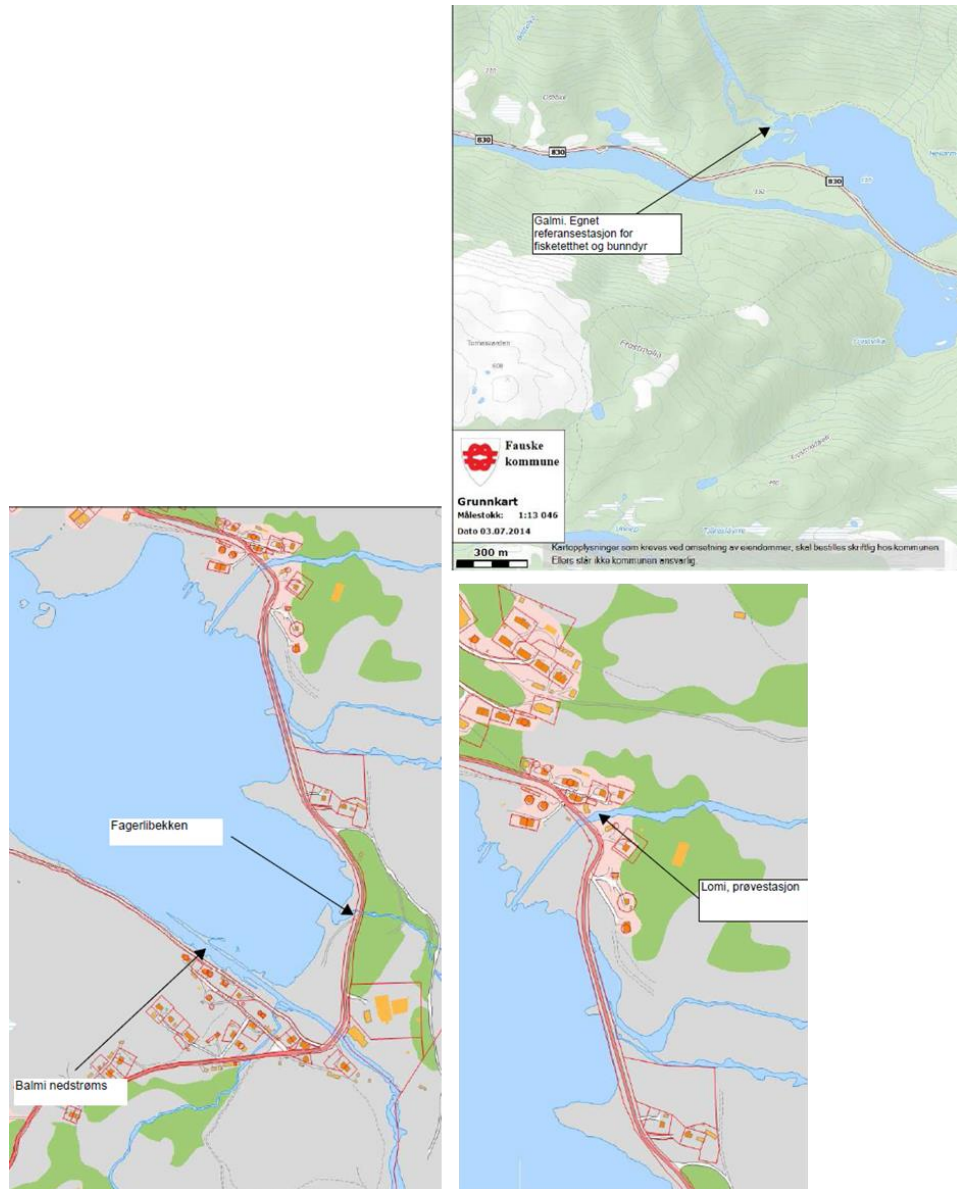 830
830
830
Galmi. Egnet
referansestasjon for
fisketetthet og bunndyr
Fauske
kommune
Grunnkart
Målestokk: 1:13 046
Dato 03.07.2014
300 m
Kartopplysninger som kreves ved omsetning av eiendommer, skal bestilles skriftlig hos kommunen.
Ellers står ikke kommunen ansvarlig.
Fagerlibekken
Balmi nedstrøms
Lomi, prøvestasjon